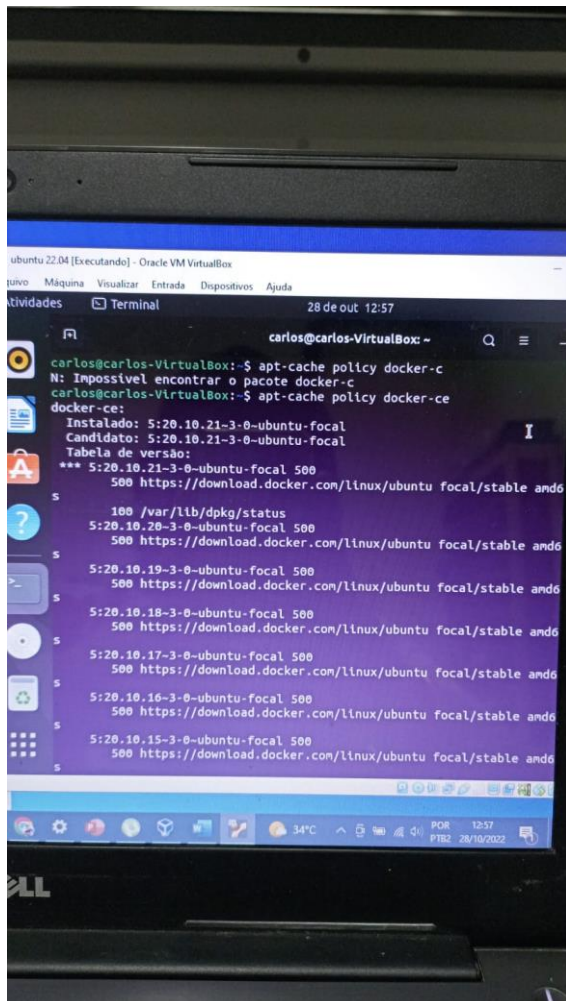 ubuntu 22.04 [Executando] - Oracle VM VirtualBox
quivo Máquina Visualizar Entrada Dispositivos Ajuda
Atividades Terminal 28 de out 12:57
carlos@carlos-VirtualBox: ~
carlos@carlos-VirtualBox:~$ apt-cache policy docker-c
N: Impossível encontrar o pacote docker-c
carlos@carlos-VirtualBox:~$ apt-cache policy docker-ce
docker-ce:
Instalado: 5:20.10.21~3-0~ubuntu-focal
Candidato: 5:20.10.21~3-0~ubuntu-focal
Tabela de versão:
*** 5:20.10.21~3-0~ubuntu-focal 500
500 https://download.docker.com/linux/ubuntu focal/stable amd6
s
100 /var/lib/dpkg/status
5:20.10.20~3-0~ubuntu-focal 500
500 https://download.docker.com/linux/ubuntu focal/stable amd6
s
5:20.10.19~3-0~ubuntu-focal 500
500 https://download.docker.com/linux/ubuntu focal/stable amd6
s
5:20.10.18~3-0~ubuntu-focal 500
500 https://download.docker.com/linux/ubuntu focal/stable amd6
s
5:20.10.17~3-0~ubuntu-focal 500
500 https://download.docker.com/linux/ubuntu focal/stable amd6
s
5:20.10.16~3-0~ubuntu-focal 500
500 https://download.docker.com/linux/ubuntu focal/stable amd6
s
5:20.10.15~3-0~ubuntu-focal 500
500 https://download.docker.com/linux/ubuntu focal/stable amd6
s
34°C POR 12:57
PTB2 28/10/2022
DELL